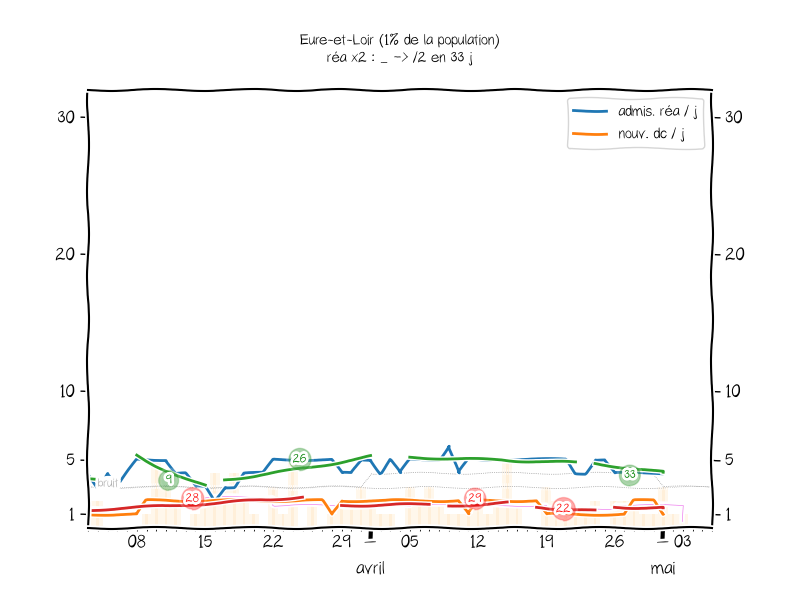 Eure-et-Loir (1% de la population)
réa x2 : _ -> /2 en 33 j
admis. réa / j
nouv. dc / j
30
30
20
20
10
10
5
5
1
1
bruit
9
28
26
29
22
33
08 15 22 29 _ 05 12 19 26 _ 03
avril mai